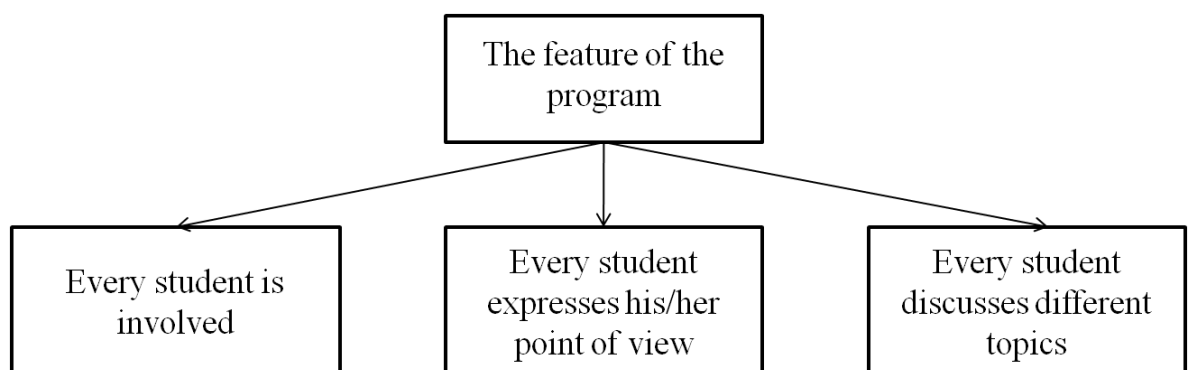 The feature of the
program
Every student is
involved
Every student
expresses his/her
point of view
Every student
discusses different
topics